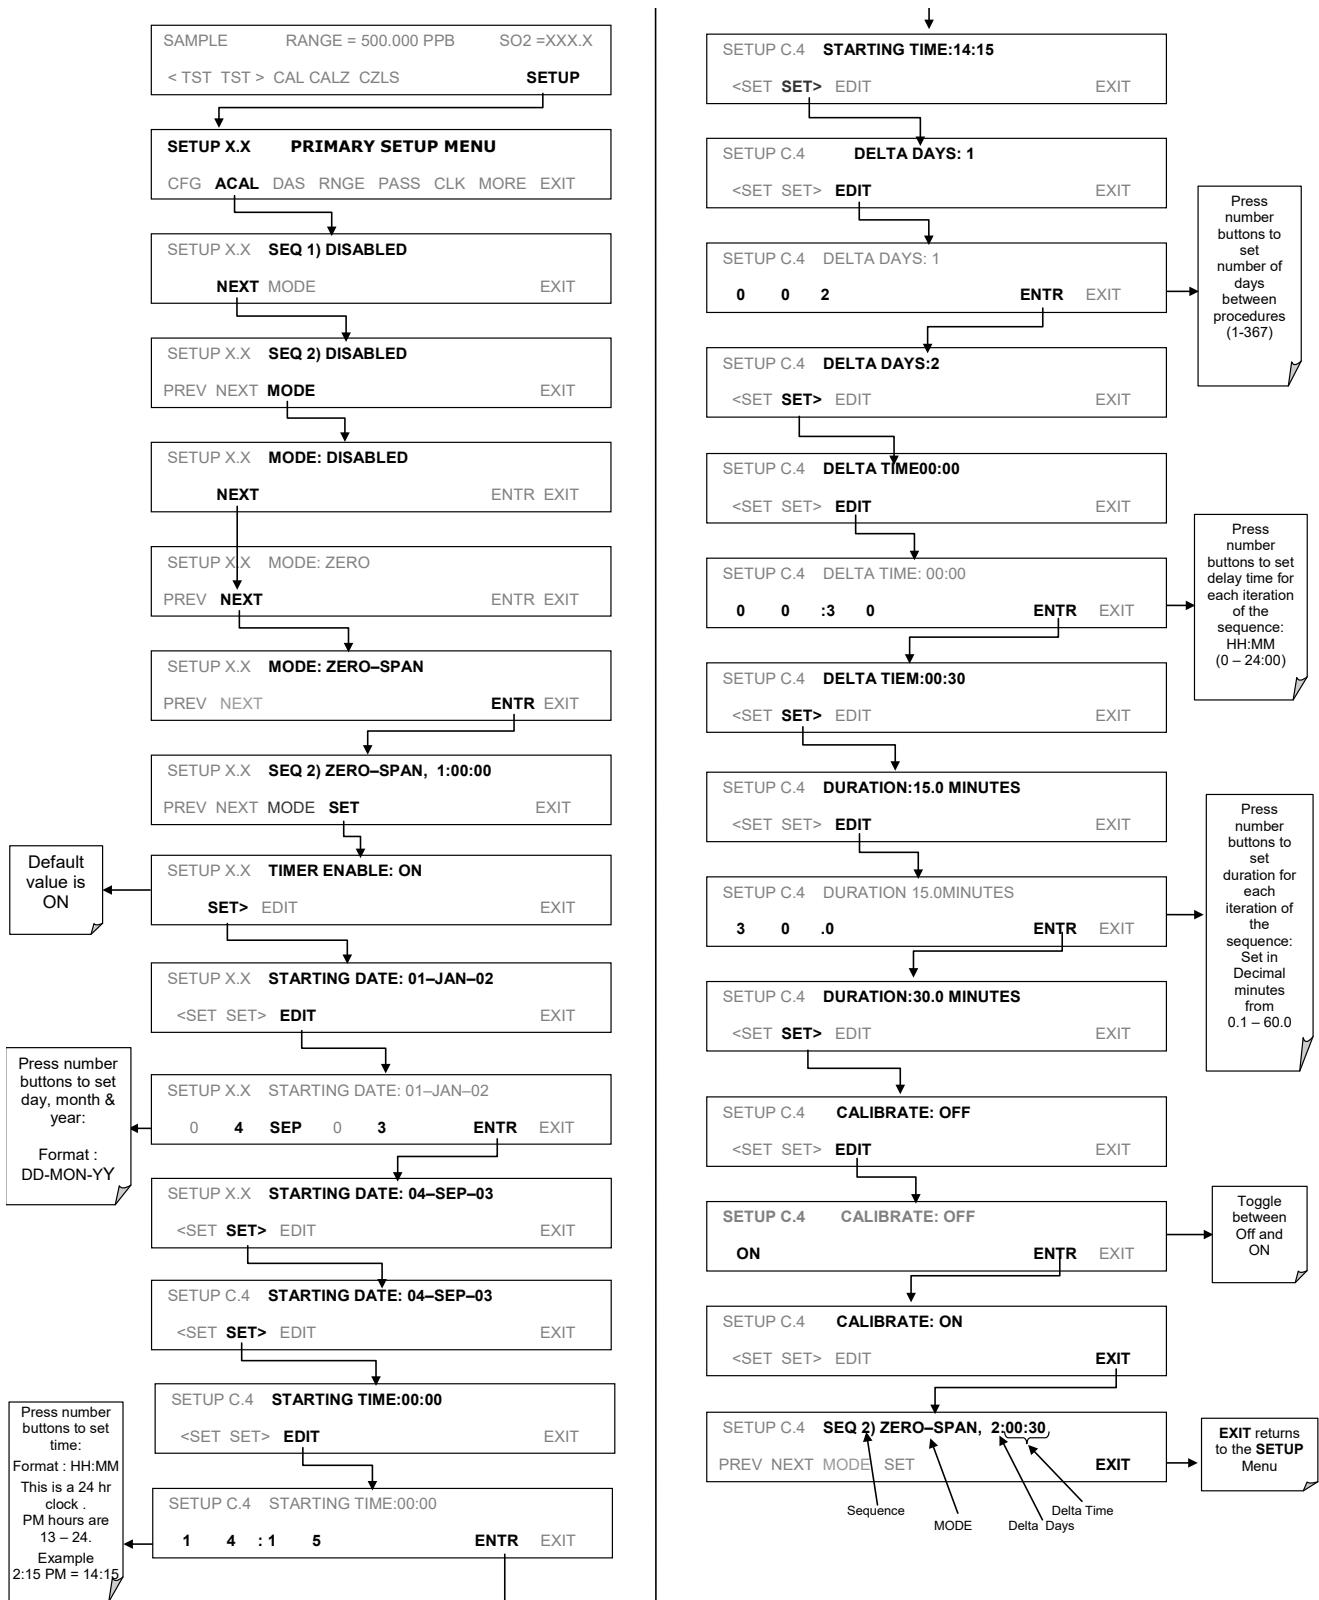 SAMPLE RANGE = 500.000 PPB SO2 =XXX.X
< TST TST > CAL CALZ CZLS SETUP
SETUP X.X PRIMARY SETUP MENU
CFG ACAL DAS RNGE PASS CLK MORE EXIT
SETUP X.X SEQ 1) DISABLED
NEXT MODE EXIT
SETUP X.X SEQ 2) DISABLED
PREV NEXT MODE EXIT
SETUP X.X MODE: DISABLED
NEXT ENTR EXIT
SETUP X.X MODE: ZERO
PREV NEXT ENTR EXIT
SETUP X.X MODE: ZERO–SPAN
PREV NEXT ENTR EXIT
SETUP X.X SEQ 2) ZERO–SPAN, 1:00:00
PREV NEXT MODE SET EXIT
Default
value is
ON
SETUP X.X TIMER ENABLE: ON
SET> EDIT EXIT
SETUP X.X STARTING DATE: 01–JAN–02
<SET SET> EDIT EXIT
Press number
buttons to set
day, month &
year:
Format :
DD-MON-YY
SETUP X.X STARTING DATE: 01–JAN–02
0 4 SEP 0 3 ENTR EXIT
SETUP X.X STARTING DATE: 04–SEP–03
<SET SET> EDIT EXIT
SETUP C.4 STARTING DATE: 04–SEP–03
<SET SET> EDIT EXIT
SETUP C.4 STARTING TIME:00:00
<SET SET> EDIT EXIT
Press number
buttons to set
time:
Format : HH:MM
This is a 24 hr
clock .
PM hours are
13 – 24.
Example
2:15 PM = 14:15
SETUP C.4 STARTING TIME:00:00
1 4 : 1 5 ENTR EXIT
SETUP C.4 STARTING TIME:14:15
<SET SET> EDIT EXIT
SETUP C.4 DELTA DAYS: 1
<SET SET> EDIT EXIT
SETUP C.4 DELTA DAYS: 1
0 0 2 ENTR EXIT
Press
number
buttons to
set
number of
days
between
procedures
(1-367)
SETUP C.4 DELTA DAYS:2
<SET SET> EDIT EXIT
SETUP C.4 DELTA TIME00:00
<SET SET> EDIT EXIT
SETUP C.4 DELTA TIME: 00:00
0 0 :3 0 ENTR EXIT
Press
number
buttons to set
delay time for
each iteration
of the
sequence:
HH:MM
(0 – 24:00)
SETUP C.4 DELTA TIEM:00:30
<SET SET> EDIT EXIT
SETUP C.4 DURATION:15.0 MINUTES
<SET SET> EDIT EXIT
SETUP C.4 DURATION 15.0MINUTES
3 0 .0 ENTR EXIT
Press
number
buttons to
set
duration for
each
iteration of
the
sequence:
Set in
Decimal
minutes
from
0.1 – 60.0
SETUP C.4 DURATION:30.0 MINUTES
<SET SET> EDIT EXIT
SETUP C.4 CALIBRATE: OFF
<SET SET> EDIT EXIT
SETUP C.4 CALIBRATE: OFF
ON ENTR EXIT
Toggle
between
Off and
ON
SETUP C.4 CALIBRATE: ON
<SET SET> EDIT EXIT
SETUP C.4 SEQ 2) ZERO–SPAN, 2:00:30
PREV NEXT MODE SET EXIT
EXIT returns
to the SETUP
Menu
Sequence
MODE
Delta Days
Delta Time